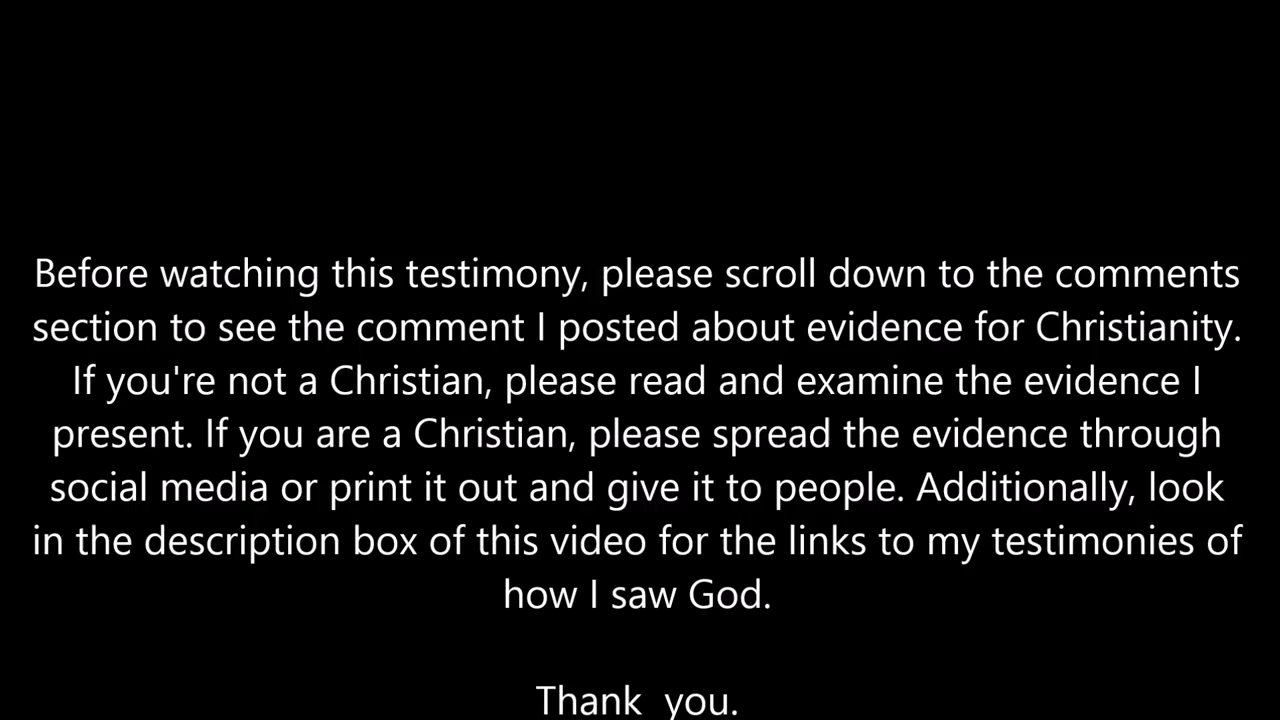 Before watching this testimony, please scroll down to the comments
section to see the comment I posted about evidence for Christianity.
If you're not a Christian, please read and examine the evidence I
present. If you are a Christian, please spread the evidence through
social media or print it out and give it to people. Additionally, look
in the description box of this video for the links to my testimonies of
how I saw God.
Thank  you.